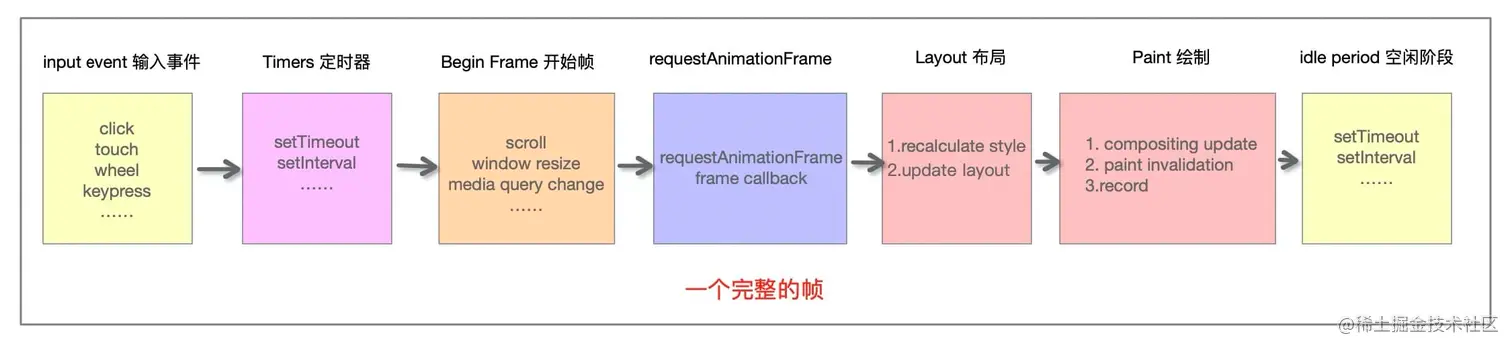 input event 输入事件
Timers 定时器
Begin Frame 开始帧
requestAnimationFrame
Layout 布局
Paint 绘制
idle period 空闲阶段
click
touch
wheel
keypress
……
setTimeout
setInterval
……
scroll
window resize
media query change
……
requestAnimationFrame
frame callback
1.recalculate style
2.update layout
1. compositing update
2. paint invalidation
3.record
setTimeout
setInterval
……
一个完整的帧
@稀土掘金技术社区